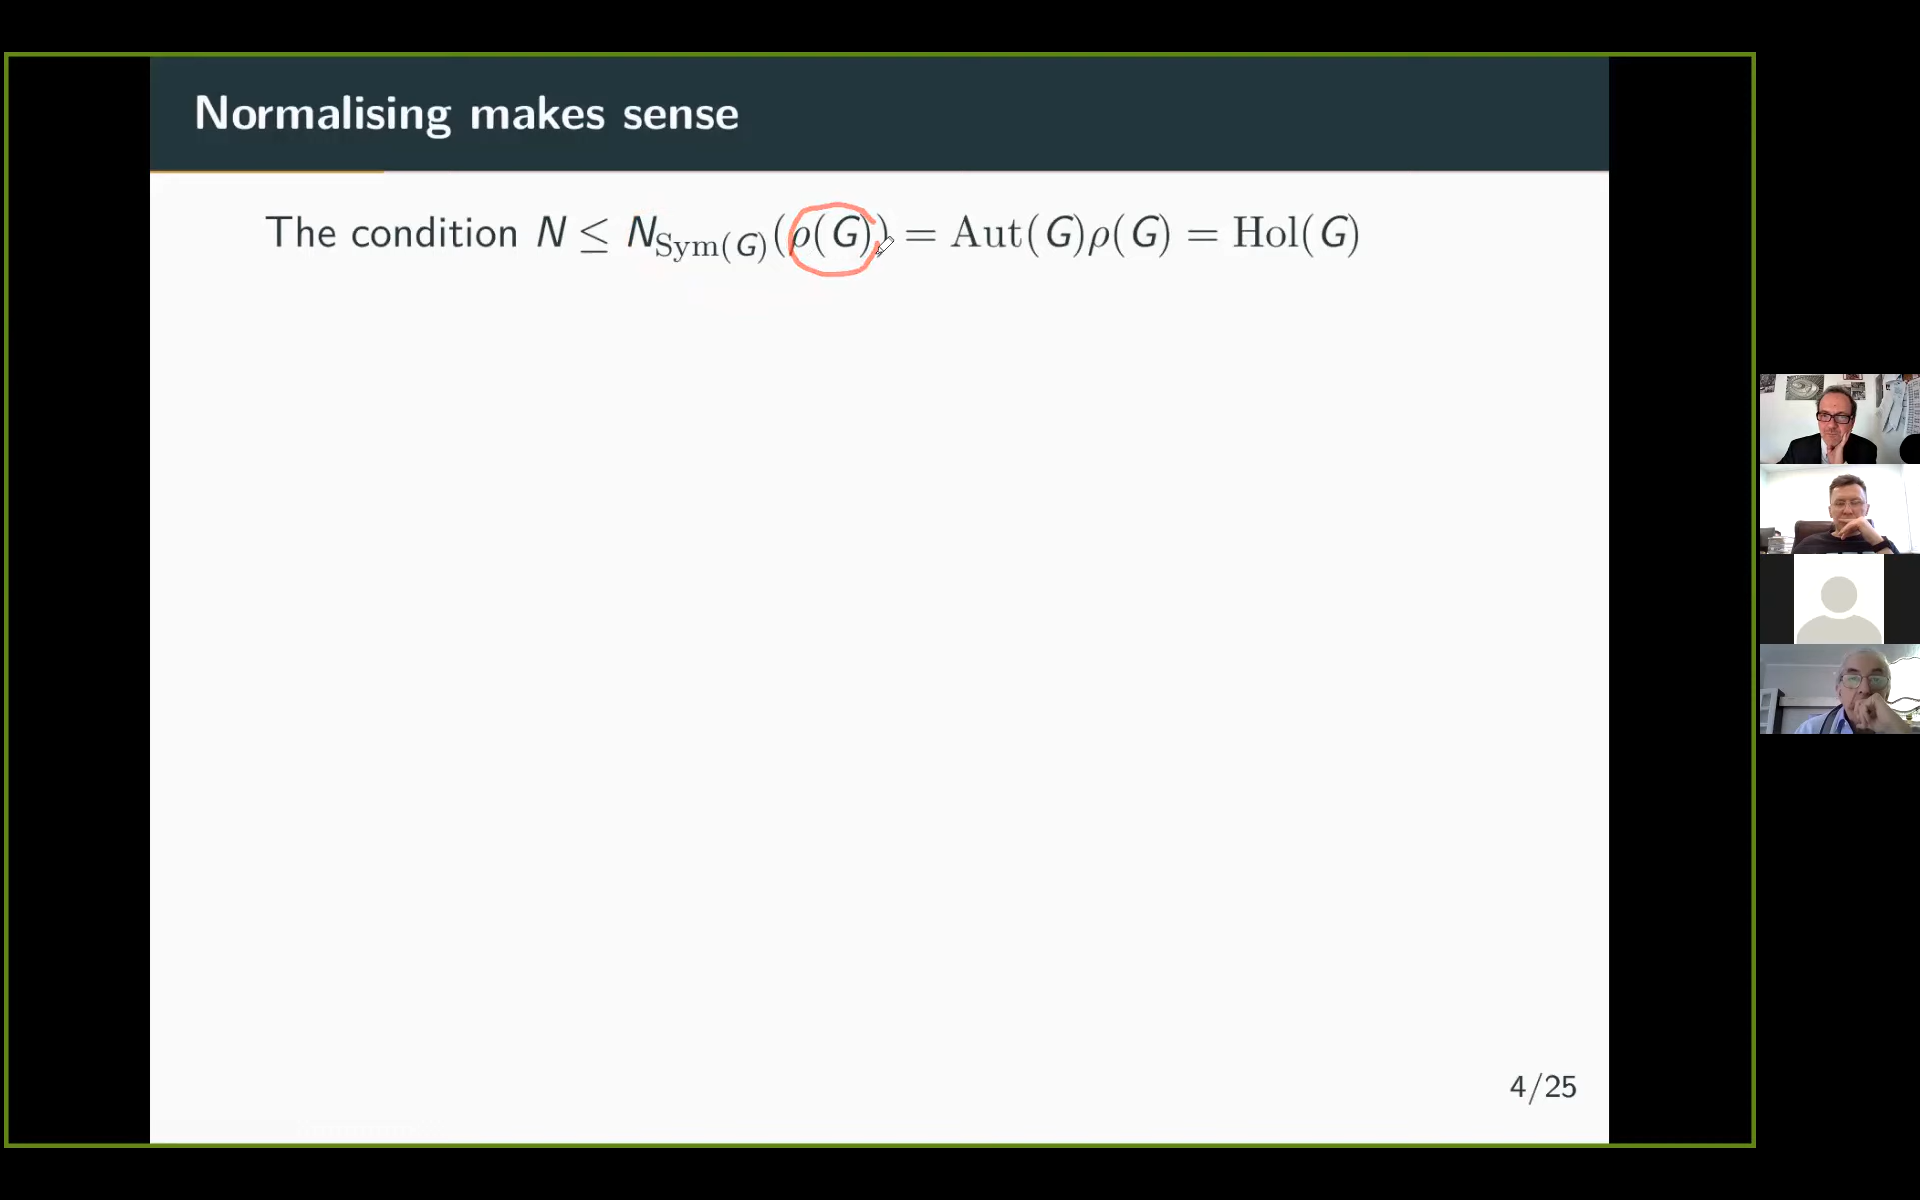 Normalising makes sense
The condition N ≤ N_Sym(G)(ρ(G)) = Aut(G)ρ(G) = Hol(G)
4/25